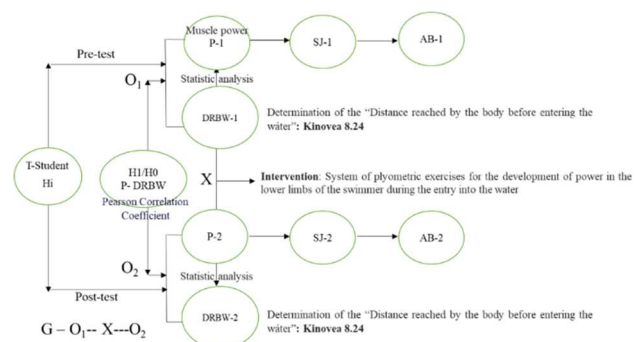 Muscle power
P-1
SJ-1
AB-1
Pre-test
O1
Statistic analysis
DRBW-1
Determination of the “Distance reached by the body before entering the
water”: Kinovea 8.24
T-Student
Hi
H1/H0
P- DRBW
Pearson Correlation
Coefficient
X
Intervention: System of plyometric exercises for the development of power in the
lower limbs of the swimmer during the entry into the water
P-2
SJ-2
AB-2
O2
Statistic analysis
Post-test
DRBW-2
Determination of the “Distance reached by the body before entering the
water”: Kinovea 8.24
G – O1-- X---O2